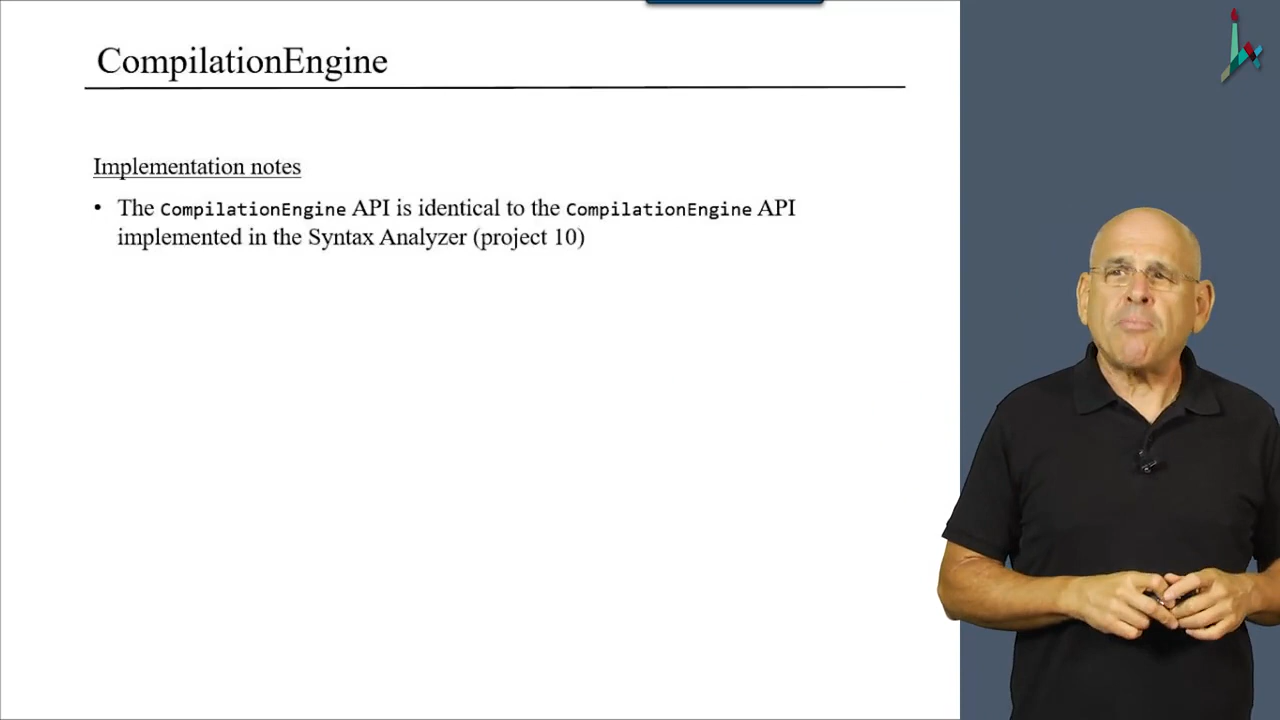 CompilationEngine
Implementation notes
• The CompilationEngine API is identical to the CompilationEngine API
implemented in the Syntax Analyzer (project 10)